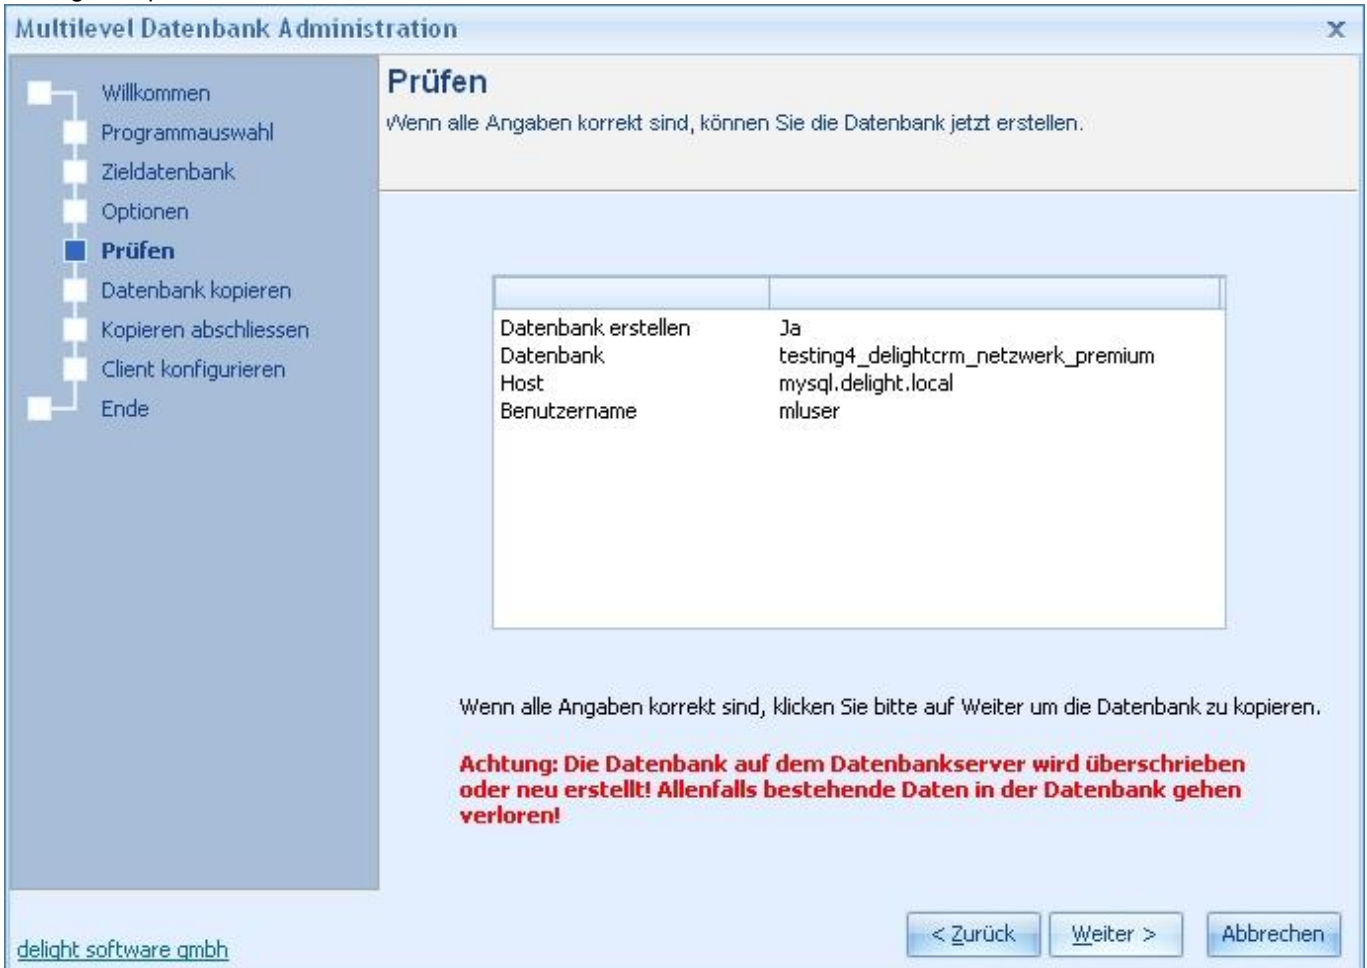 Multilevel Datenbank Administration
Willkommen
Programmauswahl
Zieldatenbank
Optionen
Prüfen
Datenbank kopieren
Kopieren abschliessen
Client konfigurieren
Ende
Prüfen
Wenn alle Angaben korrekt sind, können Sie die Datenbank jetzt erstellen.
Datenbank erstellen Ja
Datenbank testing4_delightcrm_netzwerk_premium
Host mysql.delight.local
Benutzername mluser
Wenn alle Angaben korrekt sind, klicken Sie bitte auf Weiter um die Datenbank zu kopieren.
Achtung: Die Datenbank auf dem Datenbankserver wird überschrieben
oder neu erstellt! Allenfalls bestehende Daten in der Datenbank gehen
verloren!
delight software gmbh
< Zurück Weiter > Abbrechen